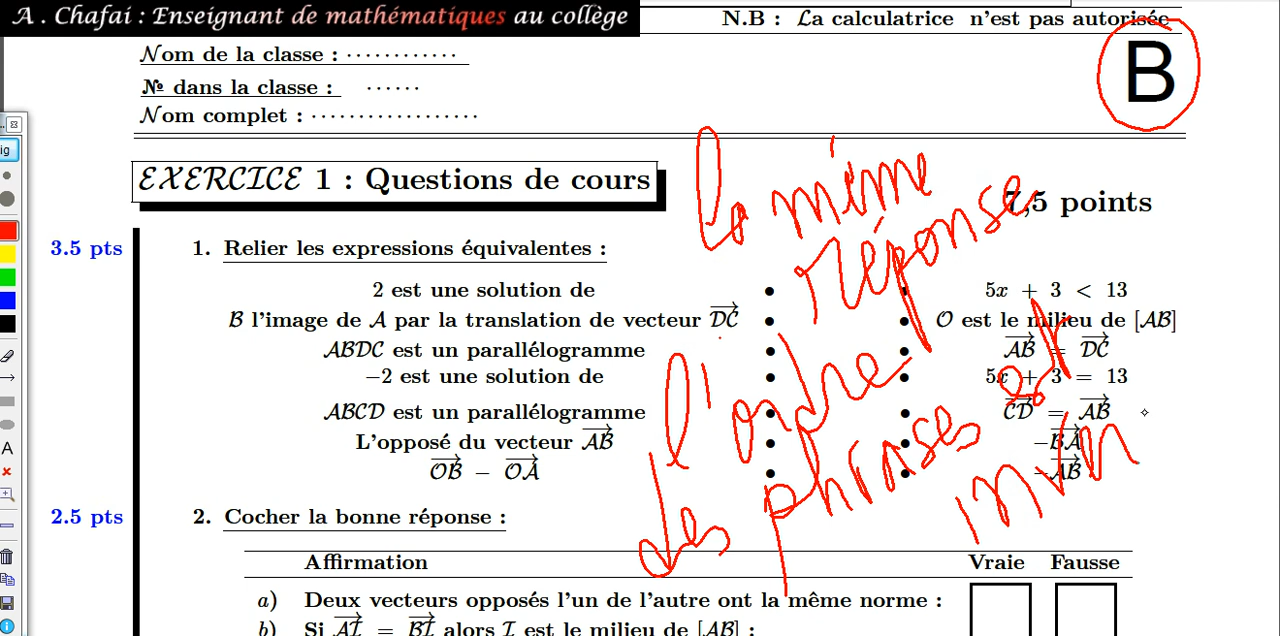 A . Chafai : Enseignant de mathématiques au collège
N.B : La calculatrice n'est pas autorisée
B
Nom de la classe : ............
№ dans la classe : ......
Nom complet : ..................
EXERCICE 1 : Questions de cours
7,5 points
3.5 pts
1. Relier les expressions équivalentes :
2 est une solution de • • 5x + 3 < 13
B l'image de A par la translation de vecteur DC • • O est le milieu de [AB]
ABDC est un parallélogramme • • AB = DC
−2 est une solution de • • 5x + 3 = 13
ABCD est un parallélogramme • • CD = AB
L'opposé du vecteur AB • • −BA
OB − OA • • −AB
la même
réponse
l'ordre
des phrases est
2.5 pts
2. Cocher la bonne réponse :
Affirmation Vraie Fausse
a) Deux vecteurs opposés l'un de l'autre ont la même norme :
b) Si AI = BI alors I est le milieu de [AB] :